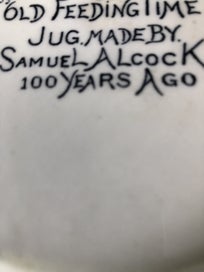 OLD FEEDING TIME
JUG. MADE BY.
SAMUEL ALCOCK
100 YEARS AGO